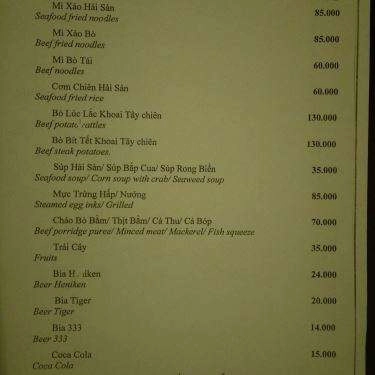 Mì Xào Hải Sản 85.000
Seafood fried noodles
Mì Xào Bò 85.000
Beef fried noodles
Mì Bò Tái 60.000
Beef noodles
Cơm Chiên Hải Sản 60.000
Seafood fried rice
Bò Lúc Lắc Khoai Tây chiên 130.000
Beef potato rattles
Bò Bít Tết Khoai Tây chiên 130.000
Beef steak potatoes.
Súp Hải Sản/ Súp Bắp Cua/ Súp Rong Biển 35.000
Seafood soup/ Corn soup with crab/ Seaweed soup
Mực Trứng Hấp/ Nướng 85.000
Steamed egg inks/ Grilled
Cháo Bò Bằm/ Thịt Bằm/ Cá Thu/ Cá Bóp 70.000
Beef porridge puree/ Minced meat/ Mackerel/ Fish squeeze
Trái Cây 35.000
Fruits
Bia 24.000
Beer Heniken
Bia Tiger 20.000
Beer Tiger
Bia 333 14.000
Beer 333
Coca Cola 15.000
Coca Cola